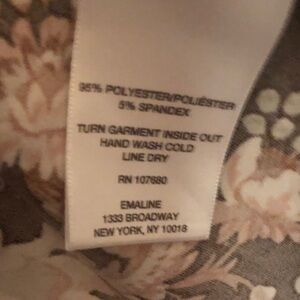 95% POLYESTER/POLIÉSTER
5% SPANDEX
TURN GARMENT INSIDE OUT
HAND WASH COLD
LINE DRY
RN 107680
EMALINE
1333 BROADWAY
NEW YORK, NY 10018